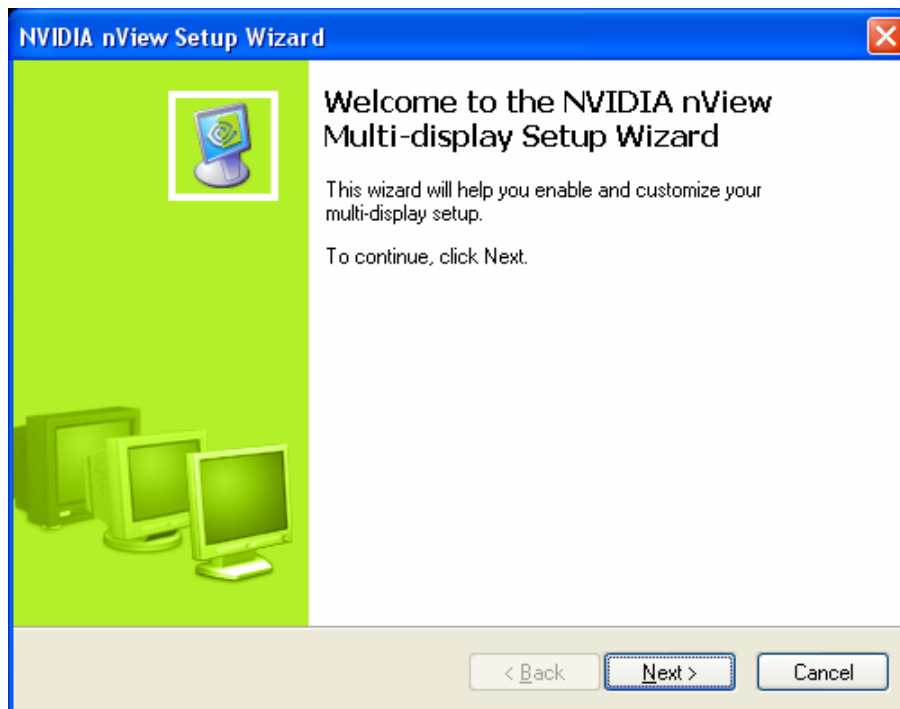 NVIDIA nView Setup Wizard
Welcome to the NVIDIA nView
Multi-display Setup Wizard
This wizard will help you enable and customize your
multi-display setup.
To continue, click Next.
< Back
Next >
Cancel